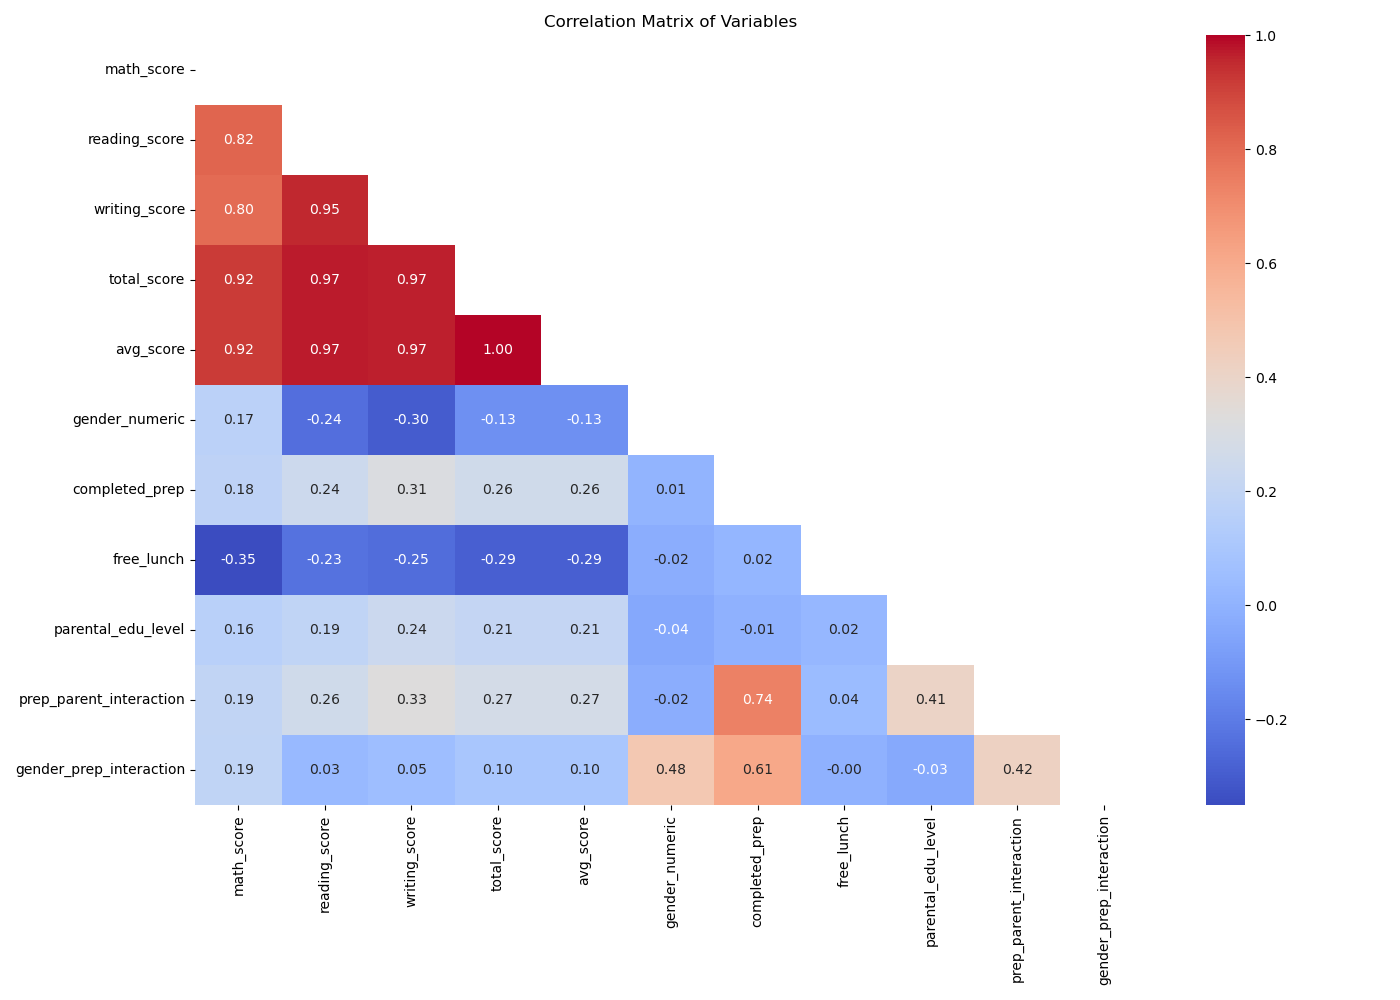 Correlation Matrix of Variables
math_score
reading_score 0.82
writing_score 0.80 0.95
total_score 0.92 0.97 0.97
avg_score 0.92 0.97 0.97 1.00
gender_numeric 0.17 -0.24 -0.30 -0.13 -0.13
completed_prep 0.18 0.24 0.31 0.26 0.26 0.01
free_lunch -0.35 -0.23 -0.25 -0.29 -0.29 -0.02 0.02
parental_edu_level 0.16 0.19 0.24 0.21 0.21 -0.04 -0.01 0.02
prep_parent_interaction 0.19 0.26 0.33 0.27 0.27 -0.02 0.74 0.04 0.41
gender_prep_interaction 0.19 0.03 0.05 0.10 0.10 0.48 0.61 -0.00 -0.03 0.42
math_score
reading_score
writing_score
total_score
avg_score
gender_numeric
completed_prep
free_lunch
parental_edu_level
prep_parent_interaction
gender_prep_interaction
1.0
0.8
0.6
0.4
0.2
0.0
−0.2